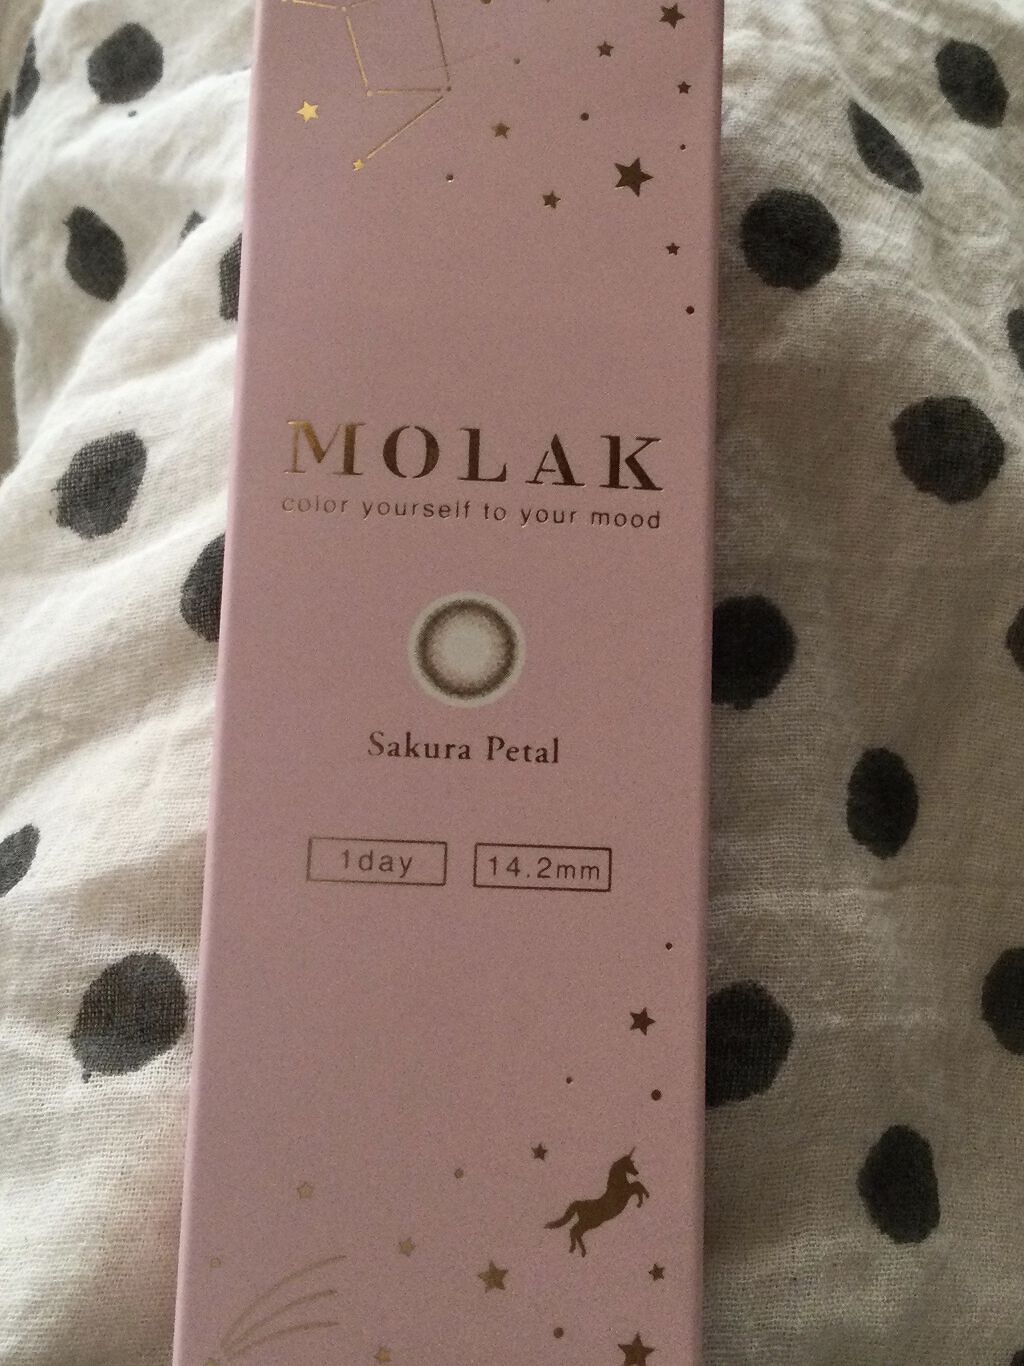 MOLAK
color yourself to your mood
Sakura Petal
1day
14.2mm